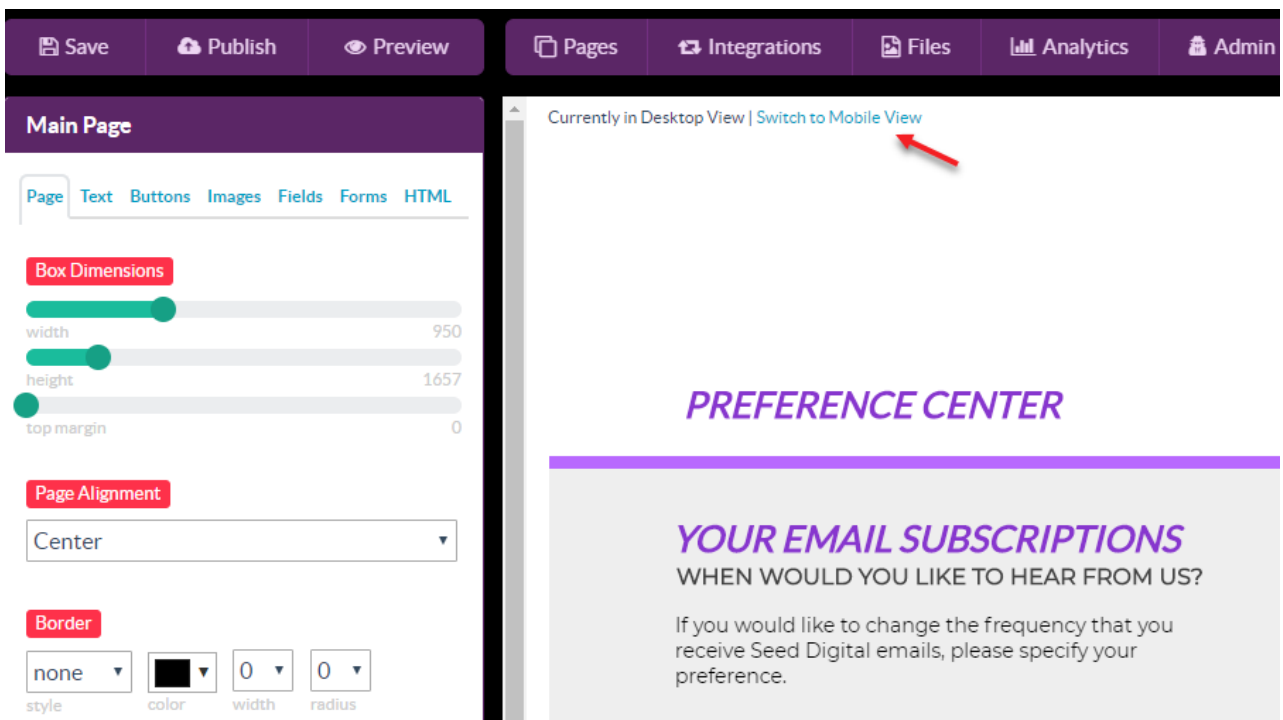 Save Publish Preview Pages Integrations Files Analytics Admin
Main Page
Page Text Buttons Images Fields Forms HTML
Box Dimensions
width 950
height 1657
top margin 0
Page Alignment
Center
Border
none 0 0
style color width radius
Currently in Desktop View | Switch to Mobile View
PREFERENCE CENTER
YOUR EMAIL SUBSCRIPTIONS
WHEN WOULD YOU LIKE TO HEAR FROM US?
If you would like to change the frequency that you
receive Seed Digital emails, please specify your
preference.